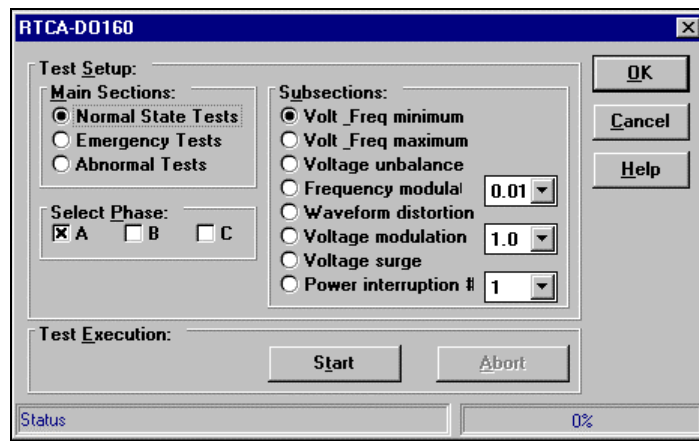 RTCA-DO160
Test Setup:
Main Sections:
Normal State Tests
Emergency Tests
Abnormal Tests
Select Phase:
A B C
Subsections:
Volt _Freq minimum
Volt _Freq maximum
Voltage unbalance
Frequency modulal 0.01
Waveform distortion
Voltage modulation 1.0
Voltage surge
Power interruption # 1
OK
Cancel
Help
Test Execution:
Start Abort
Status 0%